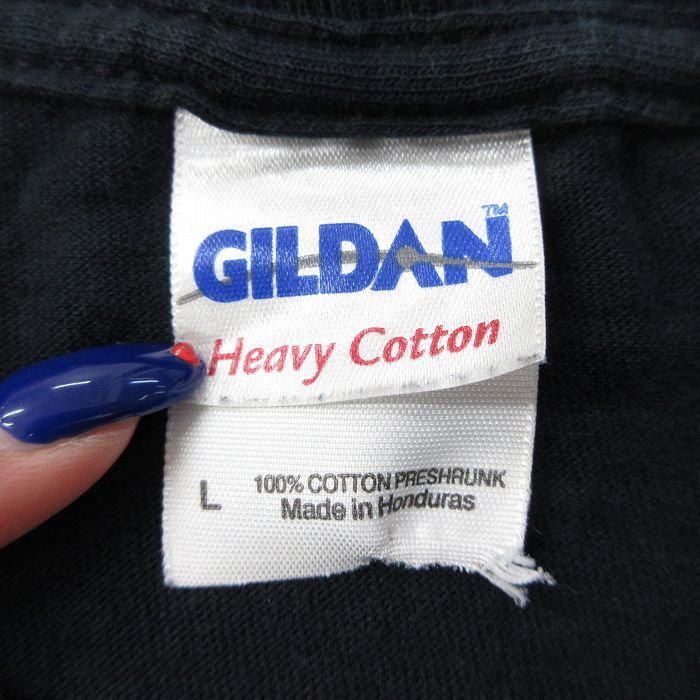 GILDAN™
Heavy Cotton
L 100% COTTON PRESHRUNK
Made in Honduras